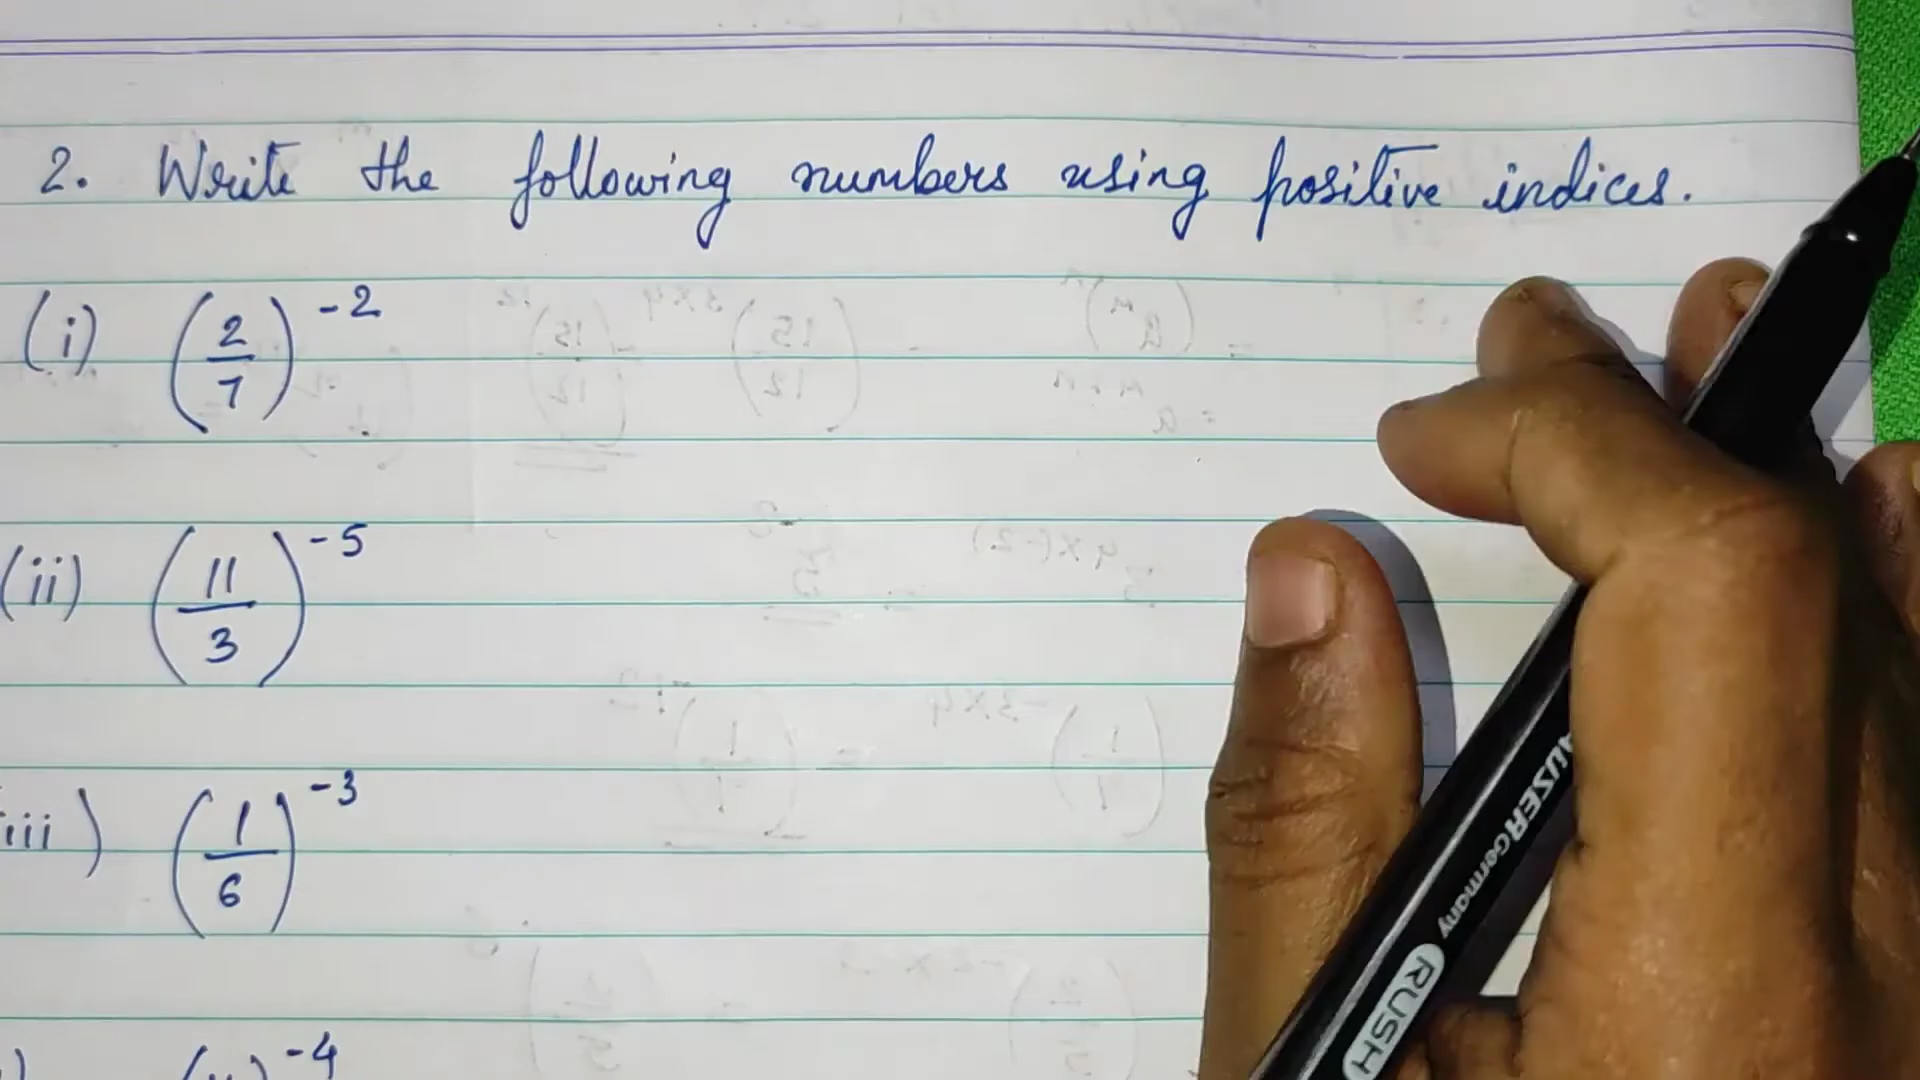 2. Write the following numbers using positive indices.
(i) (2/7)^-2
(ii) (11/3)^-5
iii) (1/6)^-3
(y)^-4
HAUSER Germany RUSH